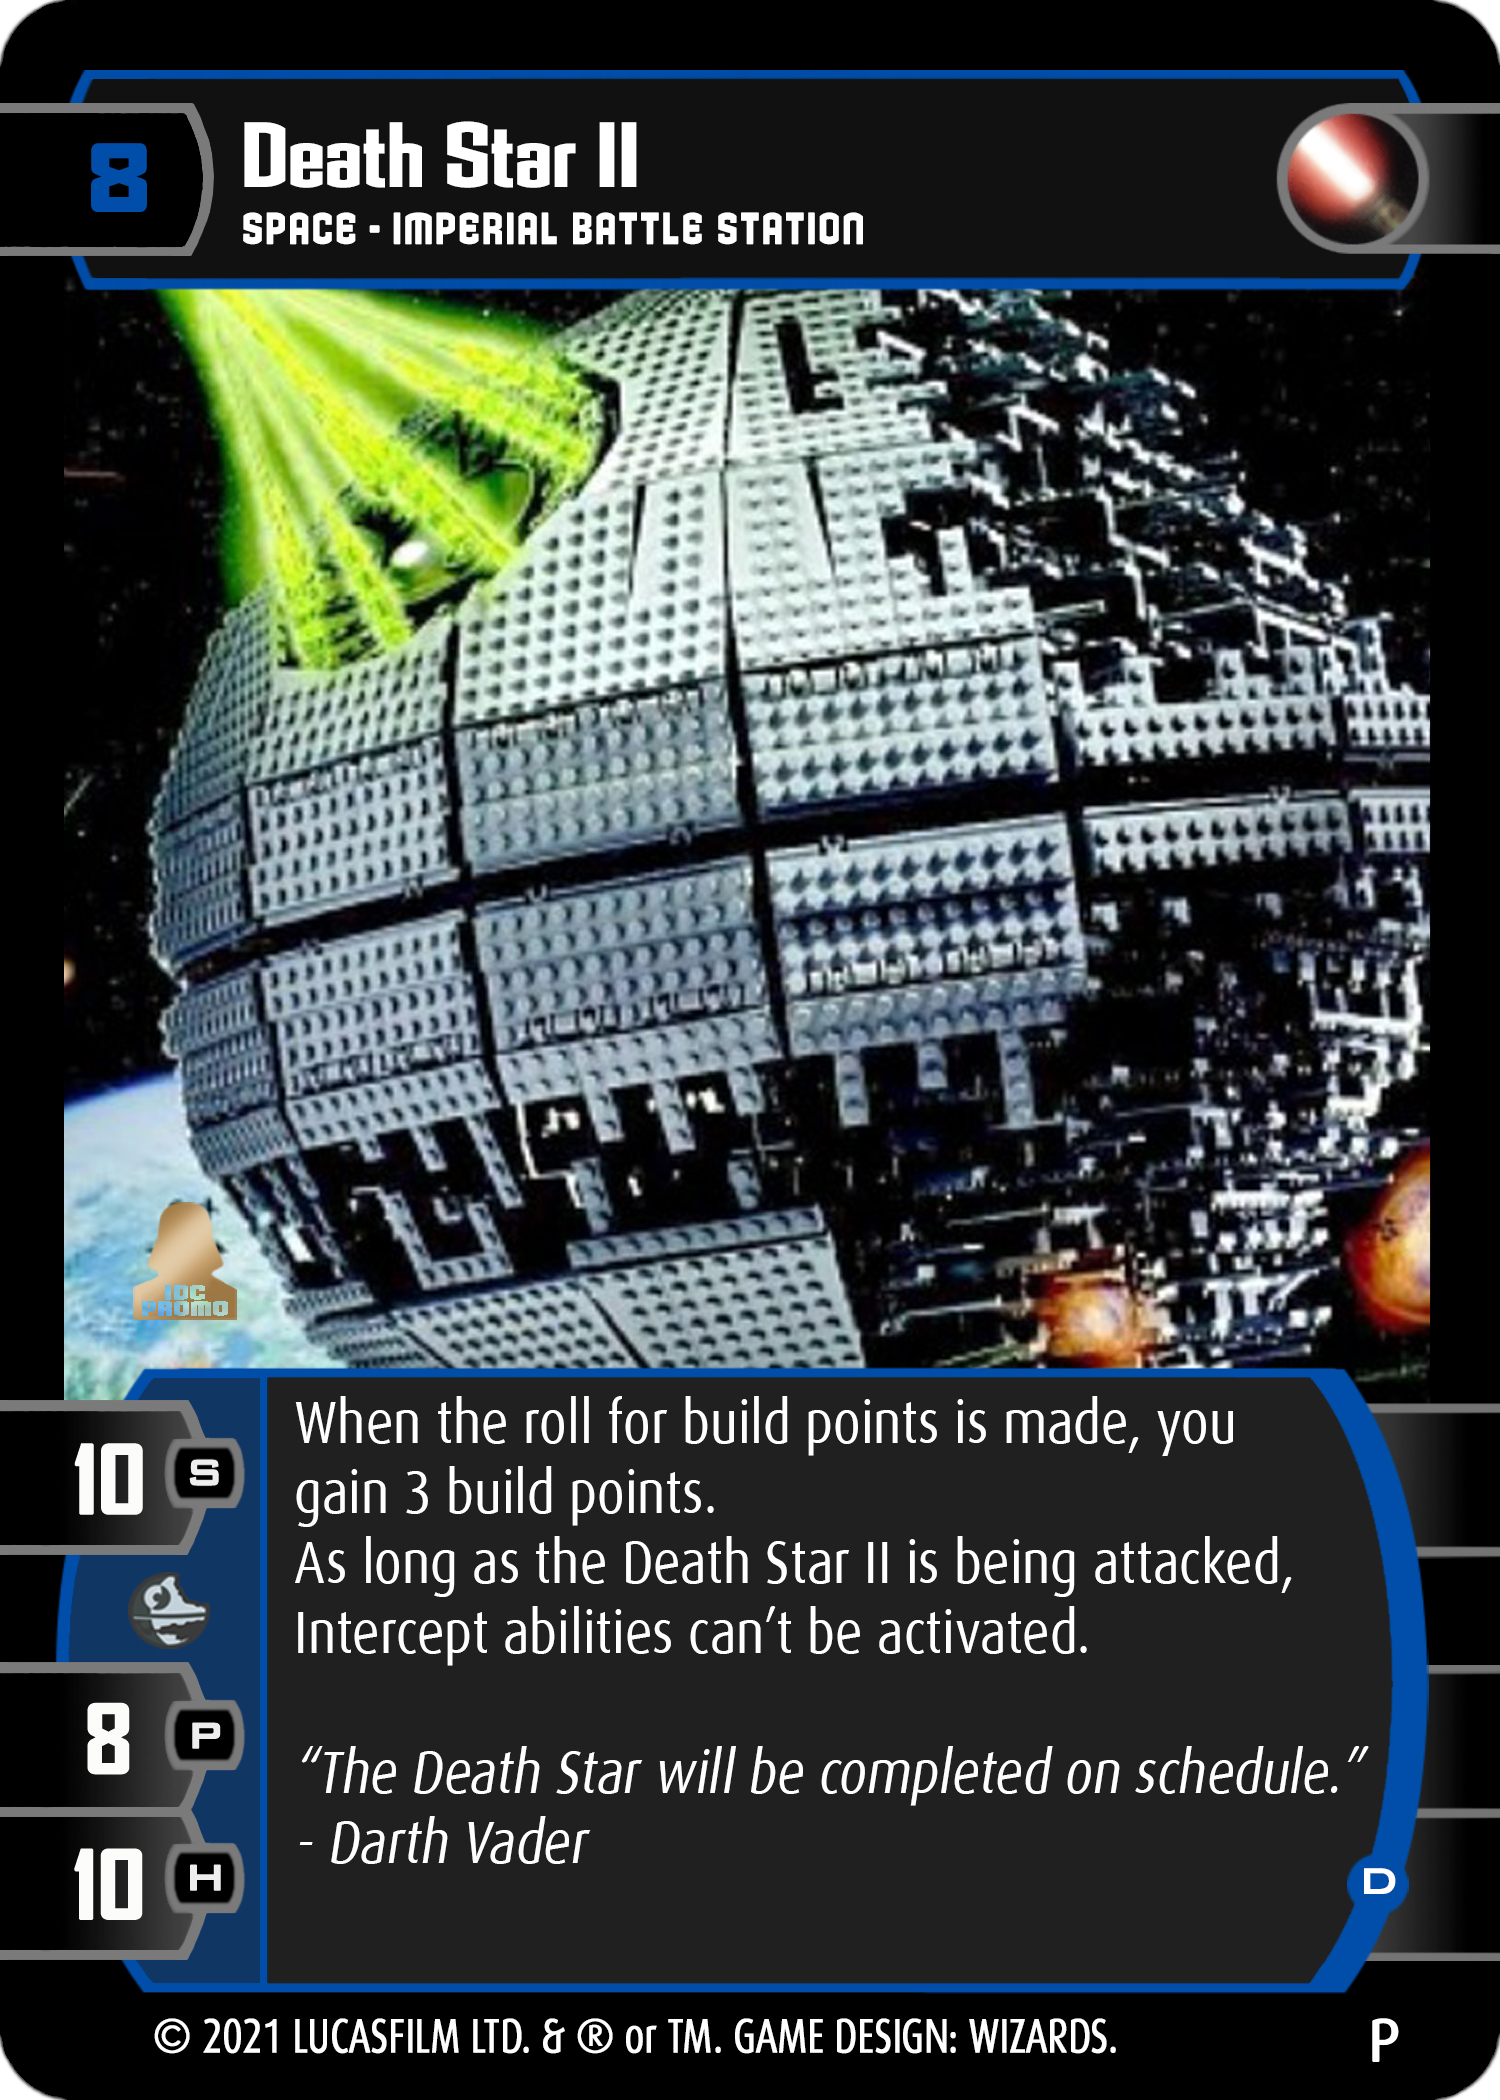 8
Death Star II
SPACE - IMPERIAL BATTLE STATION
IDC
PROMO
10 S
8 P
10 H
When the roll for build points is made, you
gain 3 build points.
As long as the Death Star II is being attacked,
Intercept abilities can't be activated.
“The Death Star will be completed on schedule.”
- Darth Vader
D
© 2021 LUCASFILM LTD. & ® or TM. GAME DESIGN: WIZARDS.
P